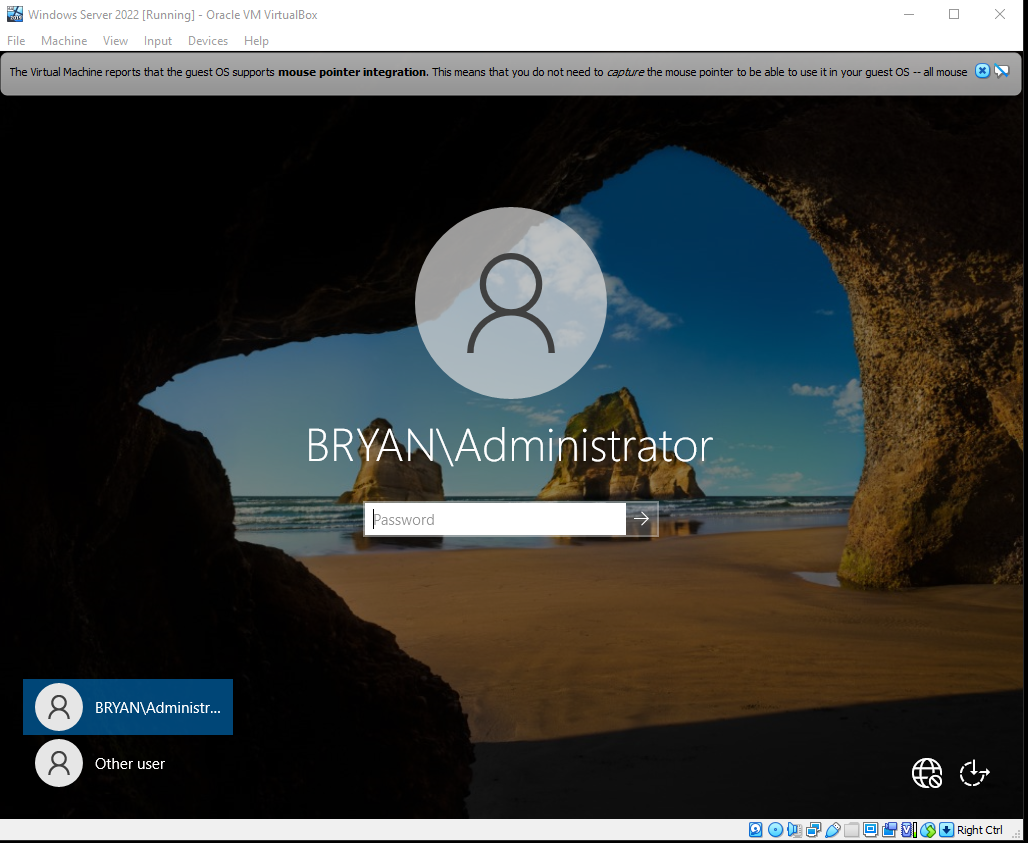 Windows Server 2022 [Running] - Oracle VM VirtualBox
File Machine View Input Devices Help
The Virtual Machine reports that the guest OS supports mouse pointer integration. This means that you do not need to capture the mouse pointer to be able to use it in your guest OS -- all mouse
BRYAN\Administrator
Password
BRYAN\Administr...
Other user
Right Ctrl